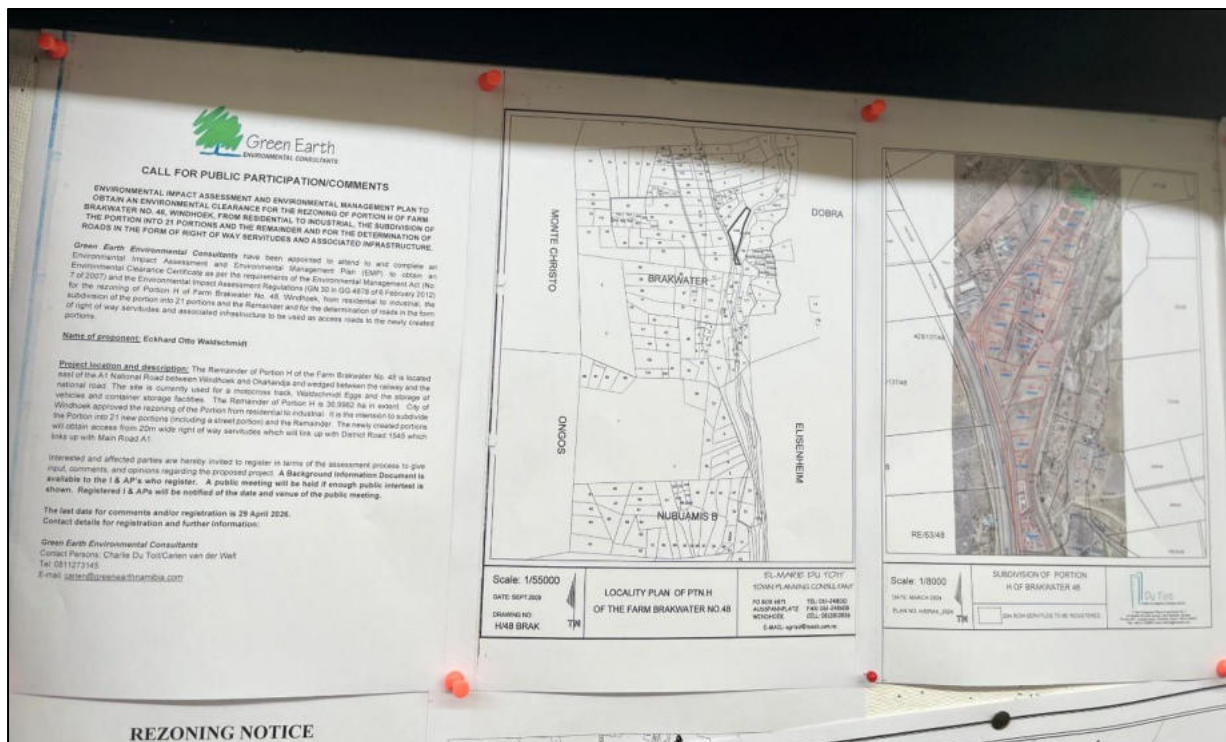 Green Earth
ENVIRONMENTAL CONSULTANTS
CALL FOR PUBLIC PARTICIPATION/COMMENTS
ENVIRONMENTAL IMPACT ASSESSMENT AND ENVIRONMENTAL MANAGEMENT PLAN TO
OBTAIN AN ENVIRONMENTAL CLEARANCE FOR THE REZONING OF PORTION H OF FARM
BRAKWATER NO. 48, WINDHOEK, FROM RESIDENTIAL TO INDUSTRIAL, THE SUBDIVISION OF
THE PORTION INTO 21 PORTIONS AND THE REMAINDER AND FOR THE DETERMINATION OF
ROADS IN THE FORM OF RIGHT OF WAY SERVITUDES AND ASSOCIATED INFRASTRUCTURE.
Green Earth Environmental Consultants have been appointed to attend to and complete an
Environmental Impact Assessment and Environmental Management Plan (EMP) to obtain an
Environmental Clearance Certificate as per the requirements of the Environmental Management Act (No.
7 of 2007) and the Environmental Impact Assessment Regulations (GN 30 in GG 4878 of 6 February 2012)
for the rezoning of Portion H of Farm Brakwater No. 48, Windhoek, from residential to industrial, the
subdivision of the portion into 21 portions and the Remainder and for the determination of roads in the form
of right of way servitudes and associated infrastructure to be used as access roads to the newly created
portions.
Name of proponent: Eckhard Otto Waldschmidt
Project location and description: The Remainder of Portion H of the Farm Brakwater No. 48 is located
east of the A1 National Road between Windhoek and Okahandja and wedged between the railway and the
national road. The site is currently used for a motocross track, Waldschmidt Eggs and the storage of
vehicles and container storage facilities. The Remainder of Portion H is 36,9982 ha in extent. City of
Windhoek approved the rezoning of the Portion from residential to industrial. It is the intension to subdivide
the Portion into 21 new portions (including a street portion) and the Remainder. The newly created portions
will obtain access from 20m wide right of way servitudes which will link up with District Road 1545 which
links up with Main Road A1.
Interested and affected parties are hereby invited to register in terms of the assessment process to give
input, comments, and opinions regarding the proposed project. A Background Information Document is
available to the I & AP's who register. A public meeting will be held if enough public interest is
shown. Registered I & APs will be notified of the date and venue of the public meeting.
The last date for comments and/or registration is 29 April 2026.
Contact details for registration and further information:
Green Earth Environmental Consultants
Contact Persons: Charlie Du Toit/Carien van der Walt
Tel: 0811273145
E-mail: carien@greenearthnamibia.com
REZONING NOTICE
MONTE CHRISTO
DOBRA
BRAKWATER
ONGOS
ELISENHEIM
NUBUAMIS B
Scale: 1/55000
DATE: SEPT.2009
DRAWING NO:
H/48 BRAK
TN
LOCALITY PLAN OF PTN.H
OF THE FARM BRAKWATER NO.48
EL-MARIE DU TOIT
TOWN PLANNING CONSULTANT
AUSSPANNPLATZ
WINDHOEK
RE/53/48
Scale: 1/8000
DATE: MARCH 2024
TN
SUBDIVISION OF PORTION
H OF BRAKWATER 48
Du Toit